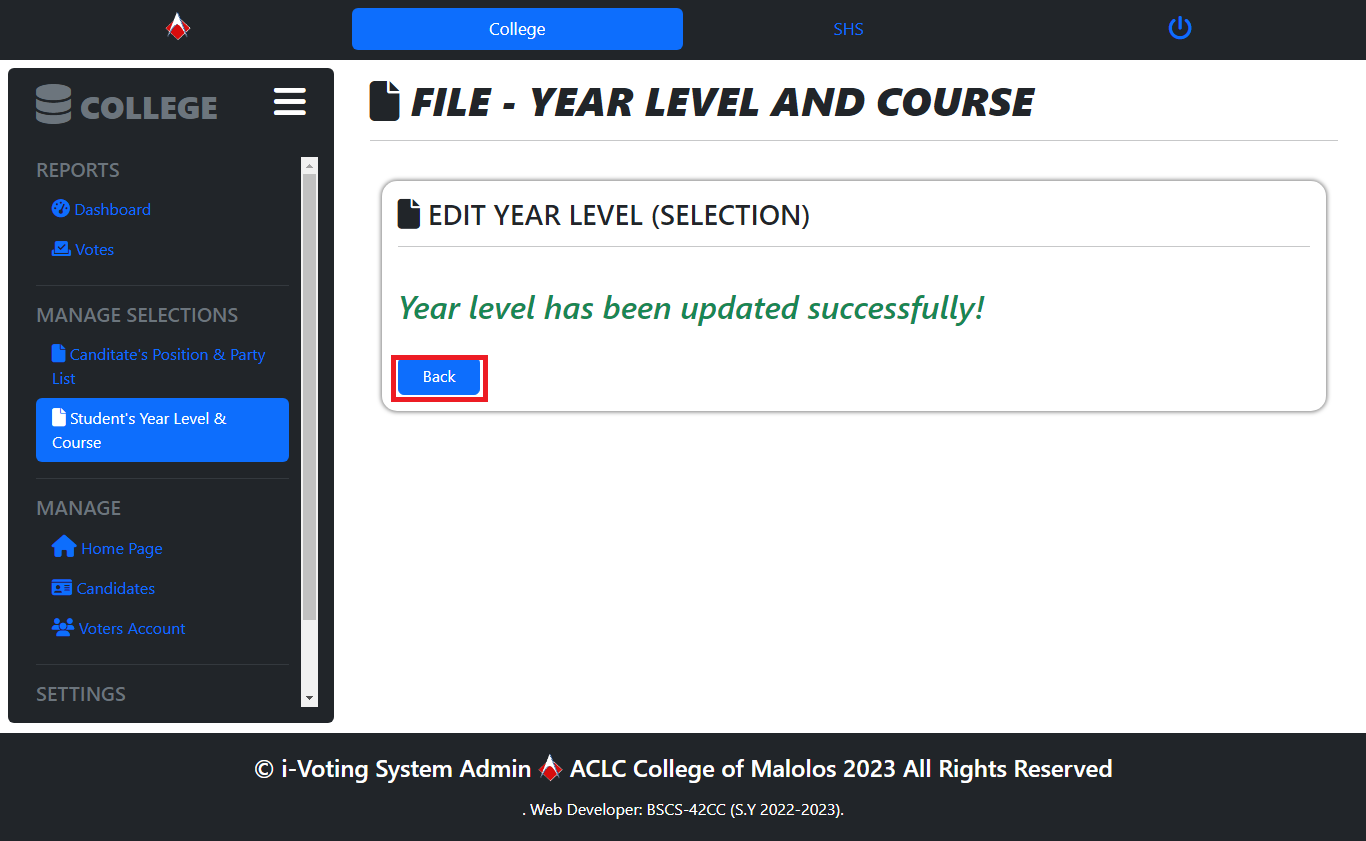 College
SHS
COLLEGE
FILE - YEAR LEVEL AND COURSE
REPORTS
Dashboard
Votes
MANAGE SELECTIONS
Canditate's Position & Party
List
Student's Year Level &
Course
MANAGE
Home Page
Candidates
Voters Account
SETTINGS
EDIT YEAR LEVEL (SELECTION)
Year level has been updated successfully!
Back
© i-Voting System Admin ACLC College of Malolos 2023 All Rights Reserved
. Web Developer: BSCS-42CC (S.Y 2022-2023).